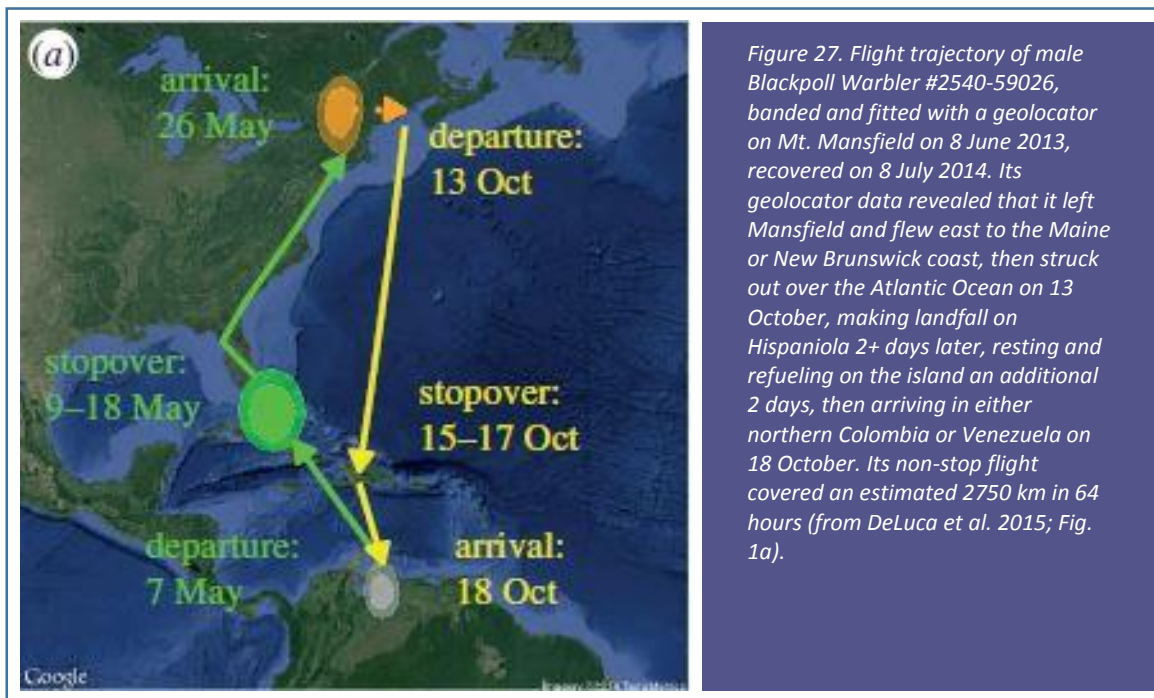 (a)
arrival:
26 May
departure:
13 Oct
stopover:
9–18 May
stopover:
15–17 Oct
departure:
7 May
arrival:
18 Oct
Google
Figure 27. Flight trajectory of male
Blackpoll Warbler #2540-59026,
banded and fitted with a geolocator
on Mt. Mansfield on 8 June 2013,
recovered on 8 July 2014. Its
geolocator data revealed that it left
Mansfield and flew east to the Maine
or New Brunswick coast, then struck
out over the Atlantic Ocean on 13
October, making landfall on
Hispaniola 2+ days later, resting and
refueling on the island an additional
2 days, then arriving in either
northern Colombia or Venezuela on
18 October. Its non-stop flight
covered an estimated 2750 km in 64
hours (from DeLuca et al. 2015; Fig.
1a).